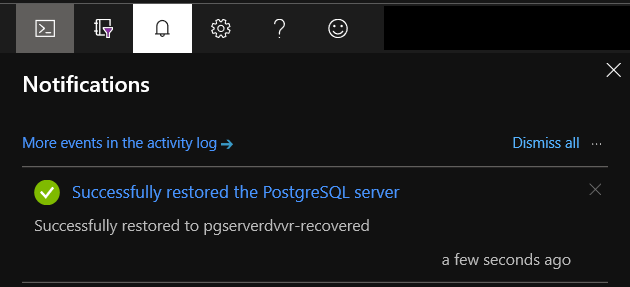 Notifications
More events in the activity log →
Dismiss all ...
Successfully restored the PostgreSQL server
Successfully restored to pgserverdvvr-recovered
a few seconds ago